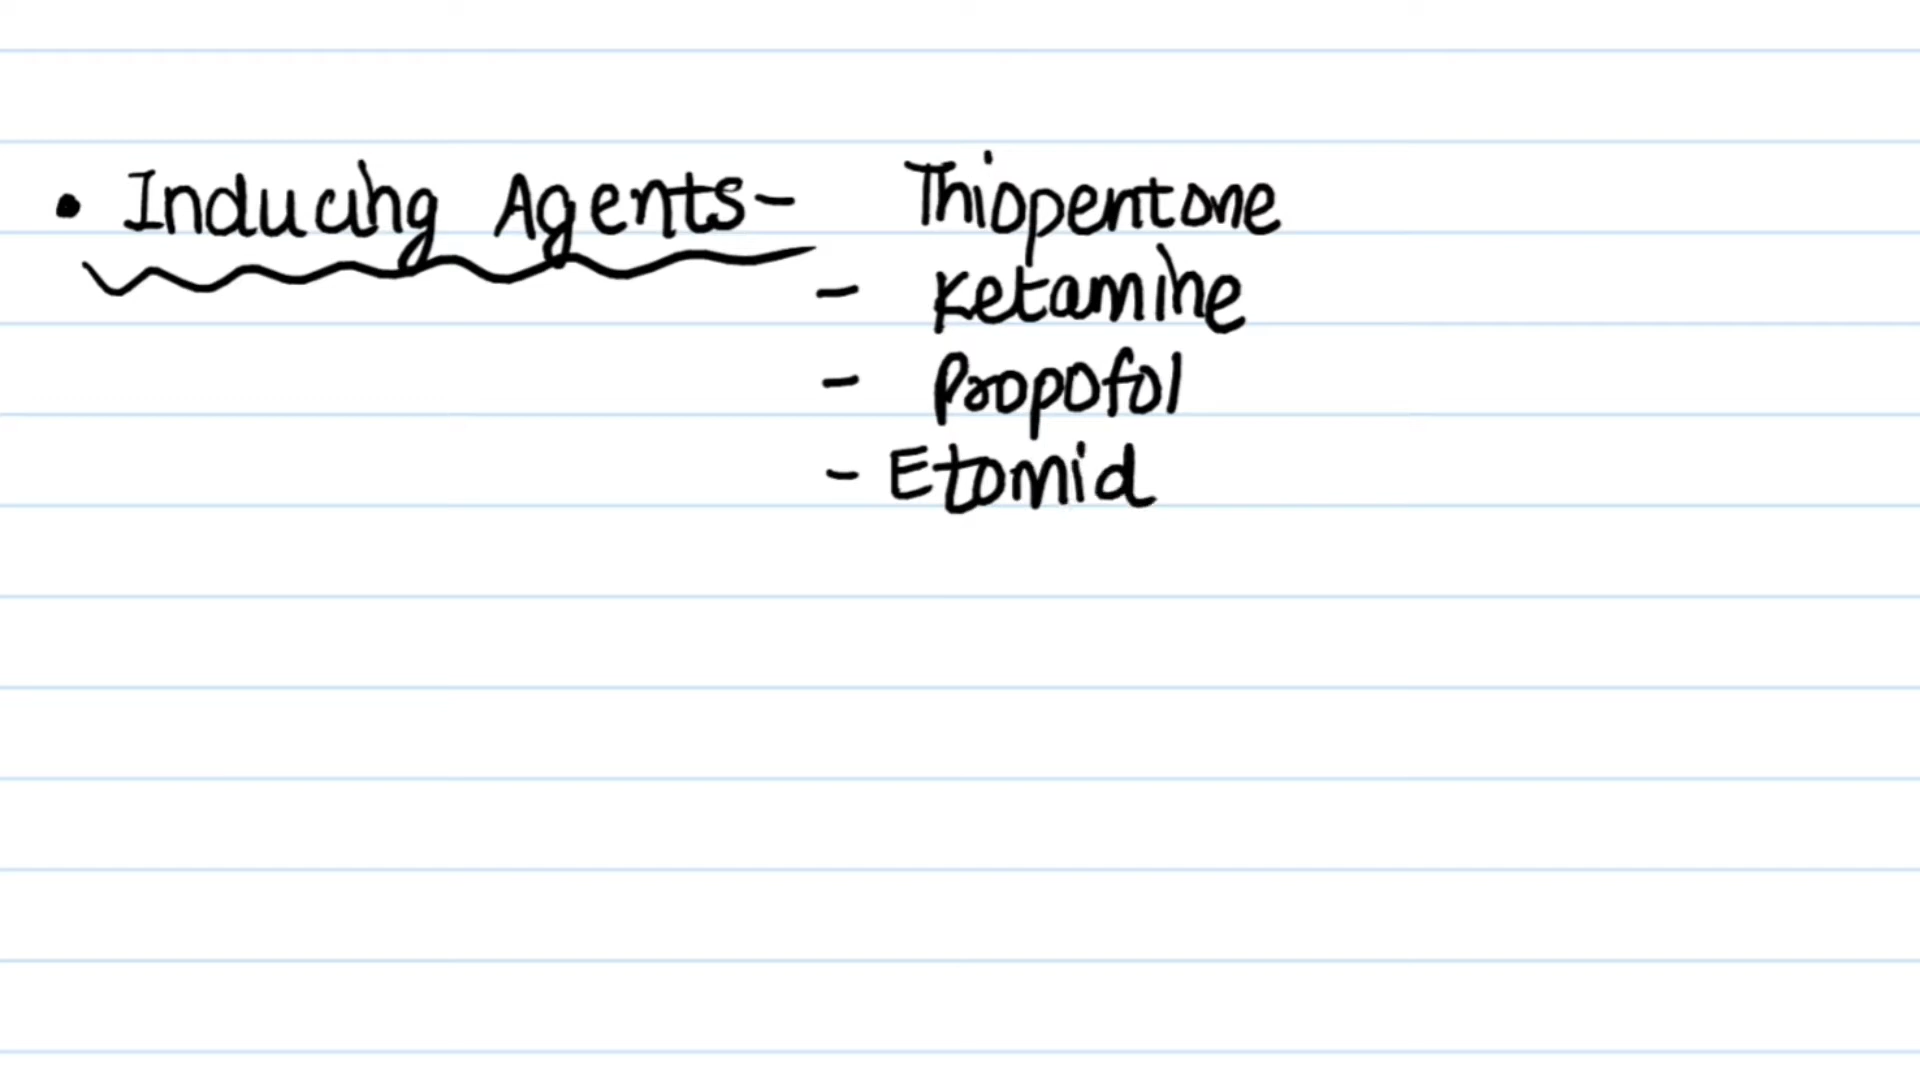 • Inducing Agents- Thiopentone
- Ketamine
- Propofol
- Etomid